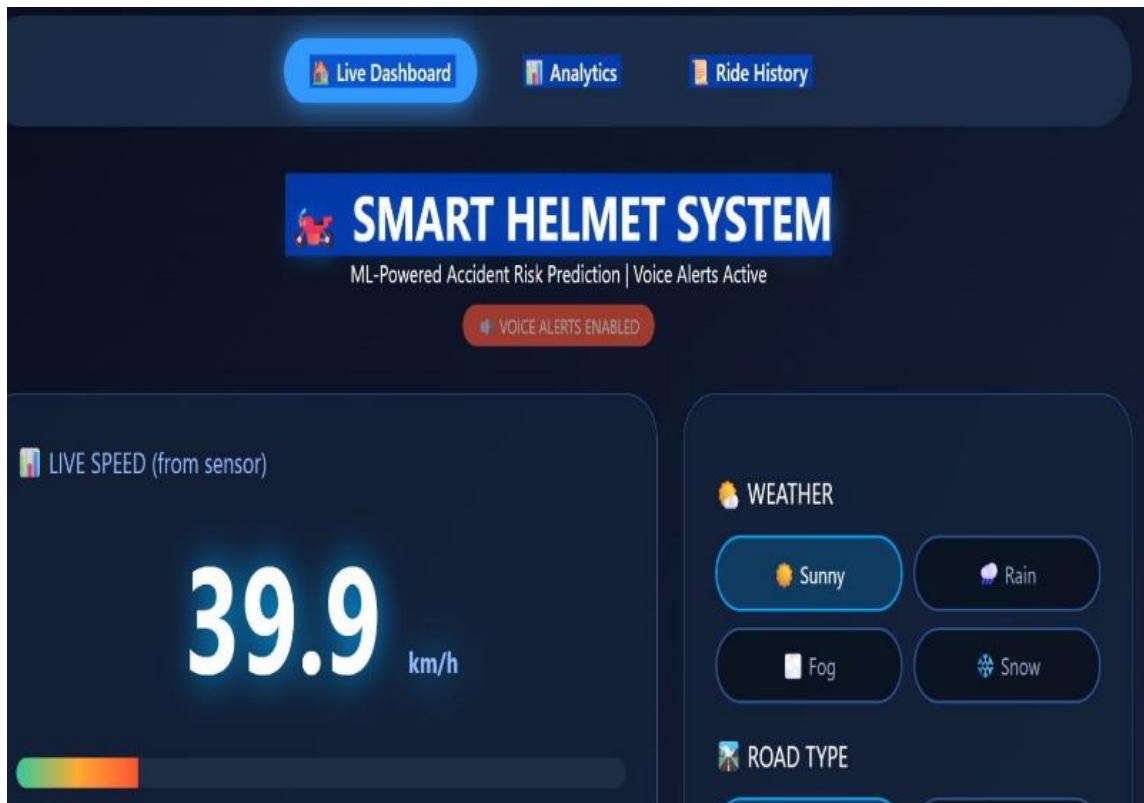 Live Dashboard
Analytics
Ride History
SMART HELMET SYSTEM
ML-Powered Accident Risk Prediction | Voice Alerts Active
VOICE ALERTS ENABLED
LIVE SPEED (from sensor)
39.9 km/h
WEATHER
Sunny
Rain
Fog
Snow
ROAD TYPE